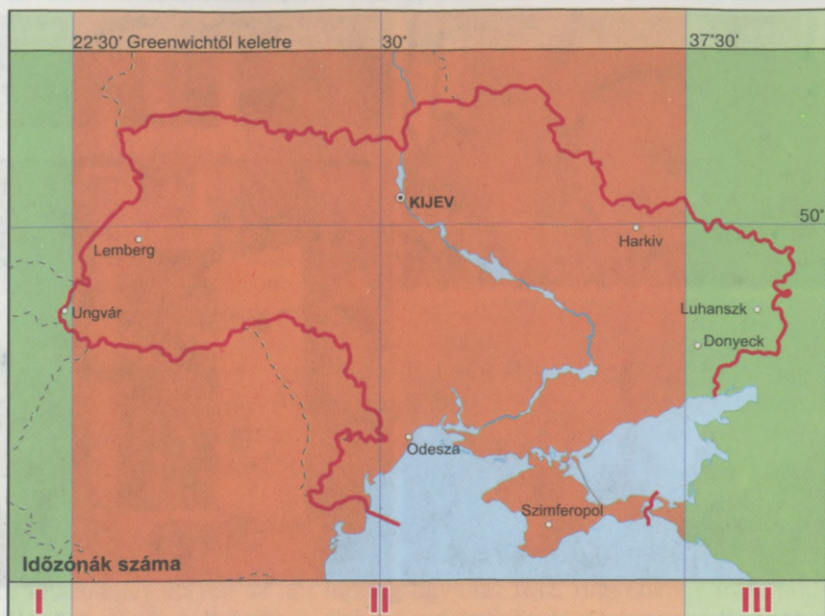 22°30' Greenwichtől keletre
30°
37°30'
KIJEV
50°
Lemberg
Harkiv
Ungvár
Luhanszk
Donyeck
Odesza
Szimferopol
Időzónák száma
I
II
III